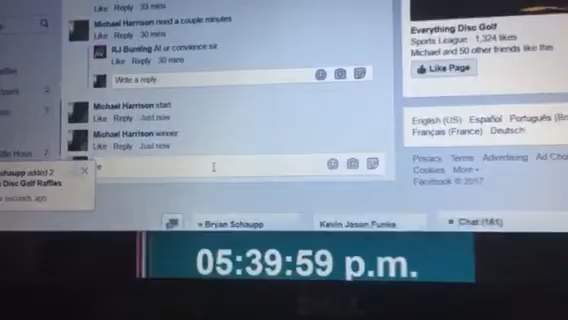 Like Reply 33 mins
Michael Harrison need a couple minutes
Like Reply 30 mins
RJ Bunting At ur convience sir
Like Reply 30 mins
Write a reply
Michael Harrison start
Like Reply Just now
Michael Harrison winner
Like Reply Just now
schaupp added 2
Disc Golf Raffles
seconds ago
Bryan Schaupp
Kevin Jason Funke
Chat (161)
Everything Disc Golf
Sports League 1,324 likes
Michael and 50 other friends like this
Like Page
English (US) Español Português
Français (France) Deutsch
Privacy Terms Advertising Ad
Cookies More
Facebook © 2017
05:39:59 p.m.